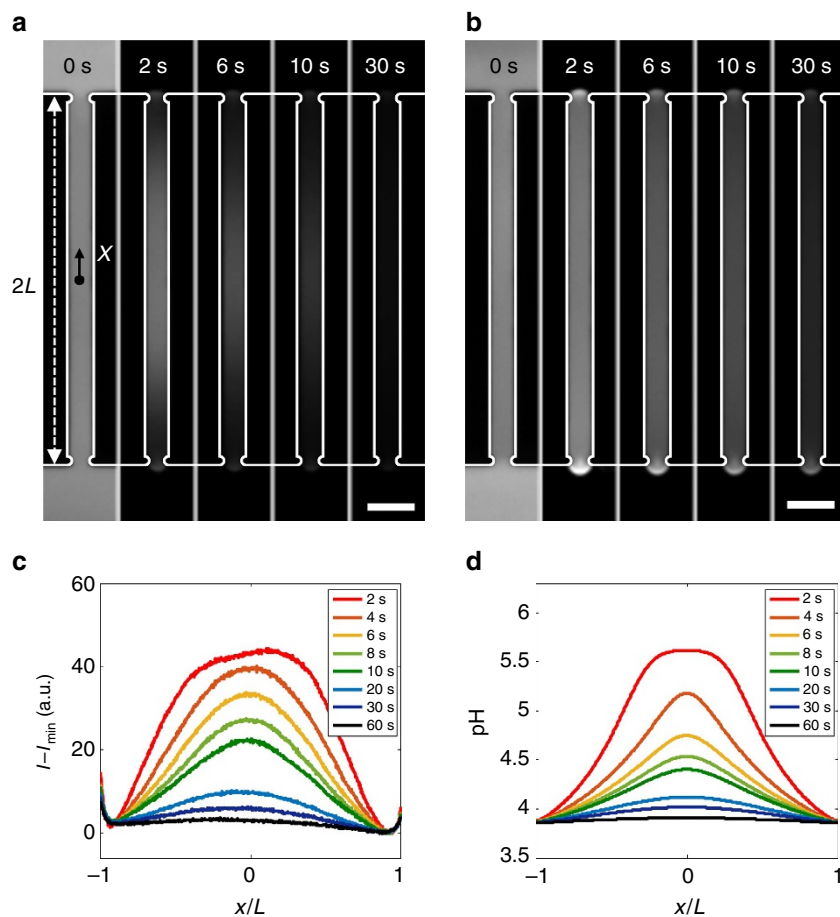 a
0 s 2 s 6 s 10 s 30 s
X
2L
b
0 s 2 s 6 s 10 s 30 s
c
60
40
20
0
I–I_min (a.u.)
–1 0 1
x/L
2 s
4 s
6 s
8 s
10 s
20 s
30 s
60 s
d
6
5.5
5
4.5
4
3.5
pH
–1 0 1
x/L
2 s
4 s
6 s
8 s
10 s
20 s
30 s
60 s